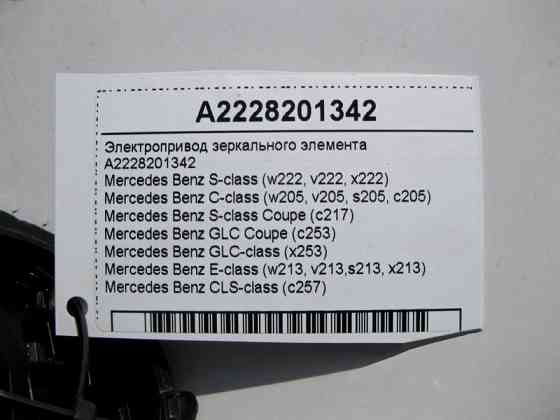 A2228201342
Электропривод зеркального элемента
A2228201342
Mercedes Benz S-class (w222, v222, x222)
Mercedes Benz C-class (w205, v205, s205, c205)
Mercedes Benz S-class Coupe (c217)
Mercedes Benz GLC Coupe (c253)
Mercedes Benz GLC-class (x253)
Mercedes Benz E-class (w213, v213,s213, x213)
Mercedes Benz CLS-class (c257)